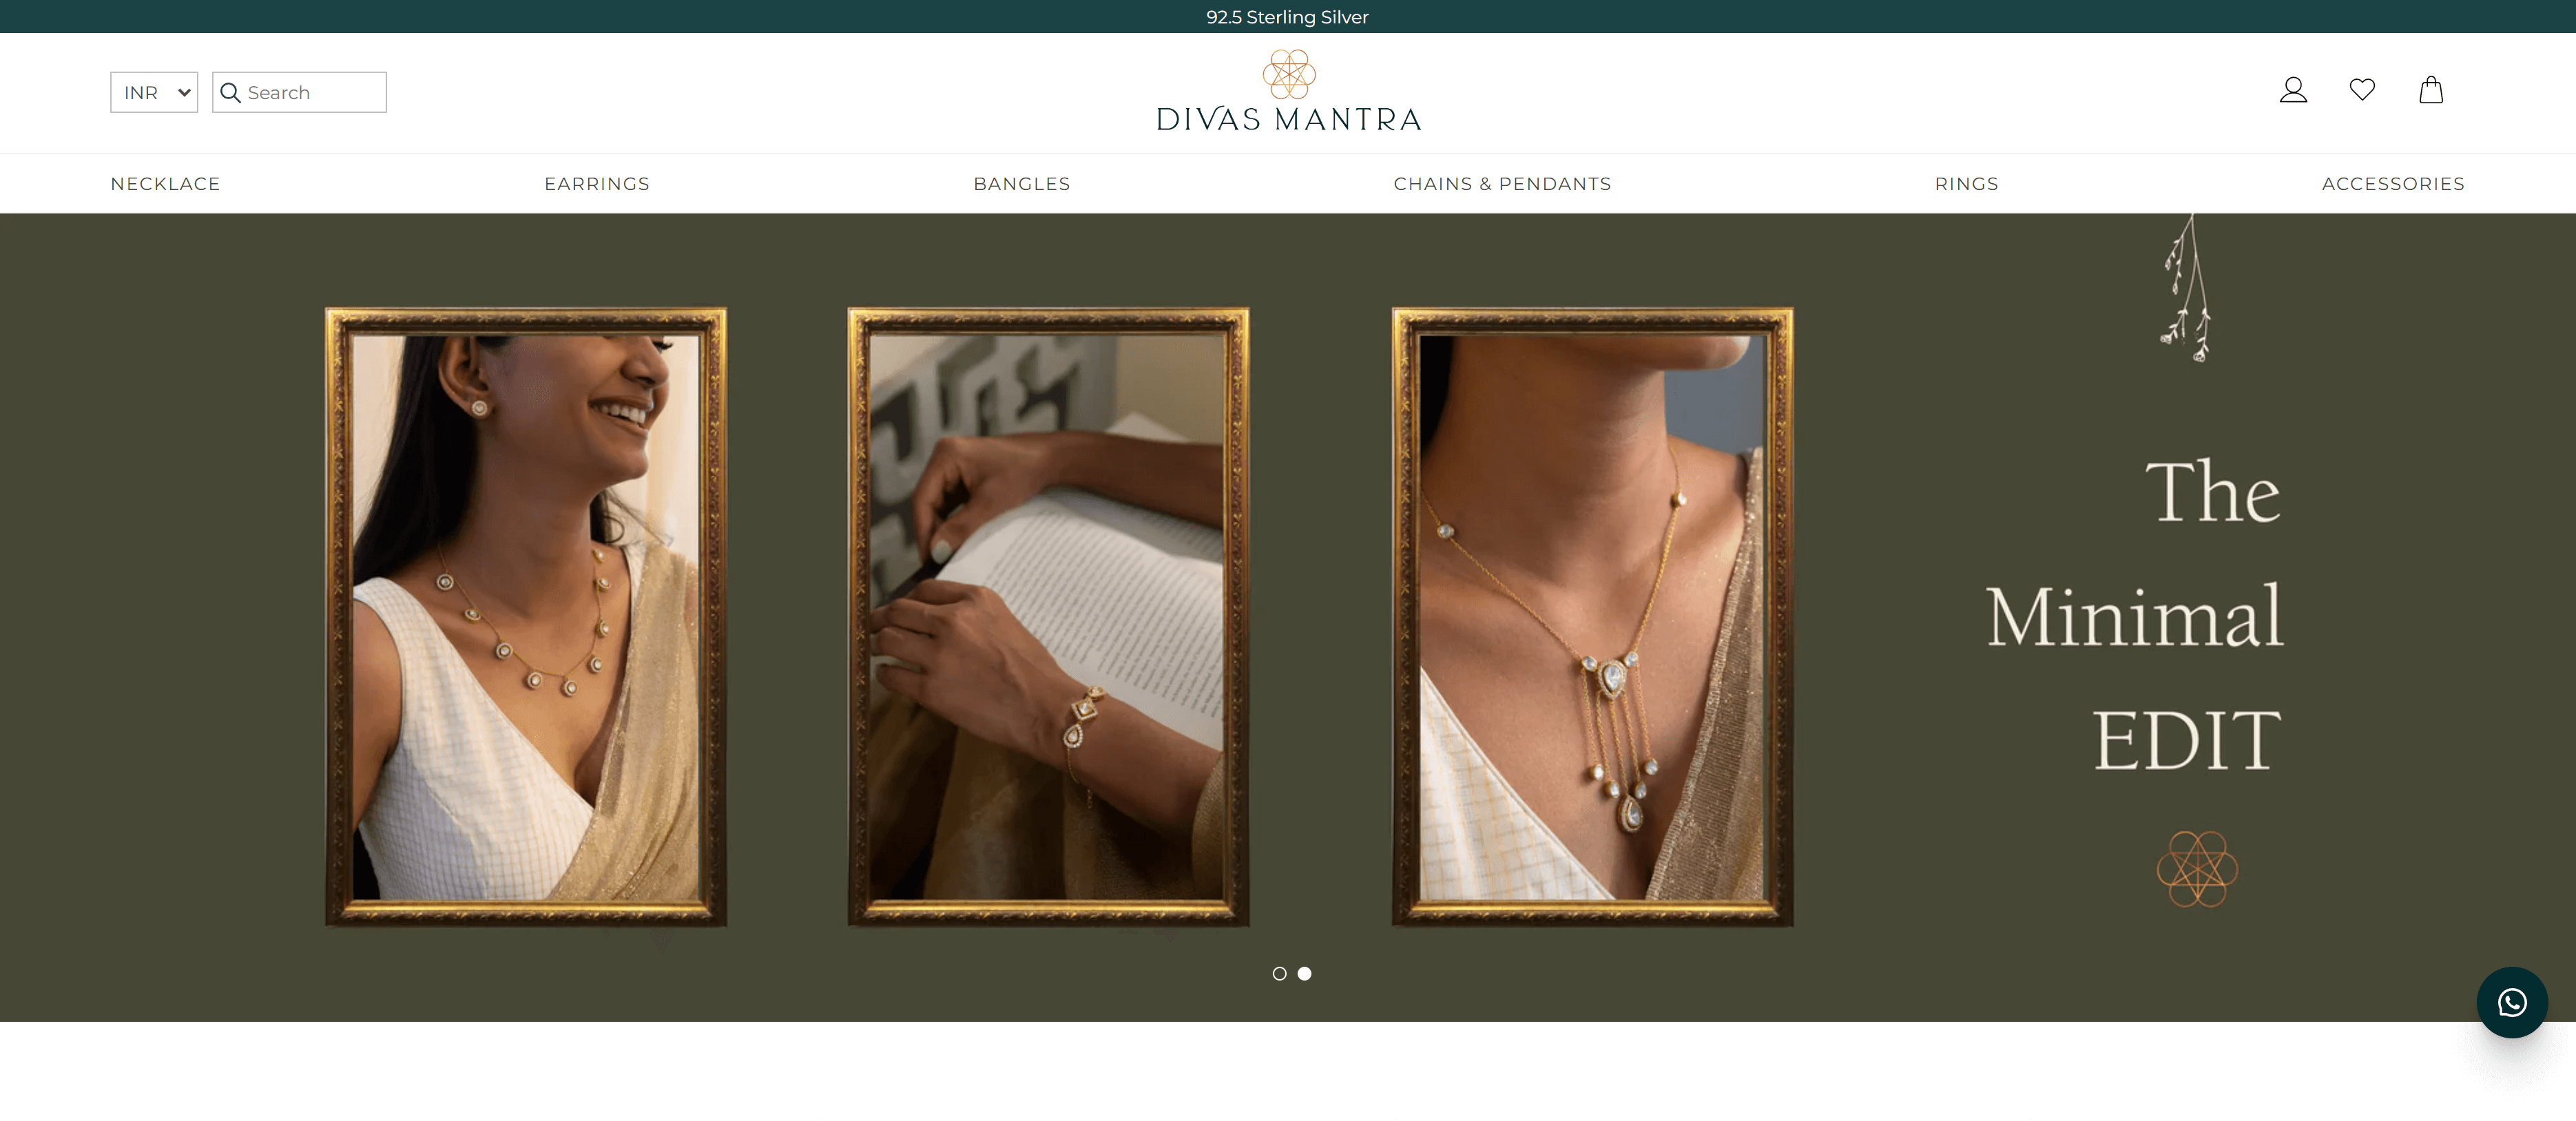 92.5 Sterling Silver
INR
Search
DIVAS MANTRA
NECKLACE
EARRINGS
BANGLES
CHAINS & PENDANTS
RINGS
ACCESSORIES
The
Minimal
EDIT